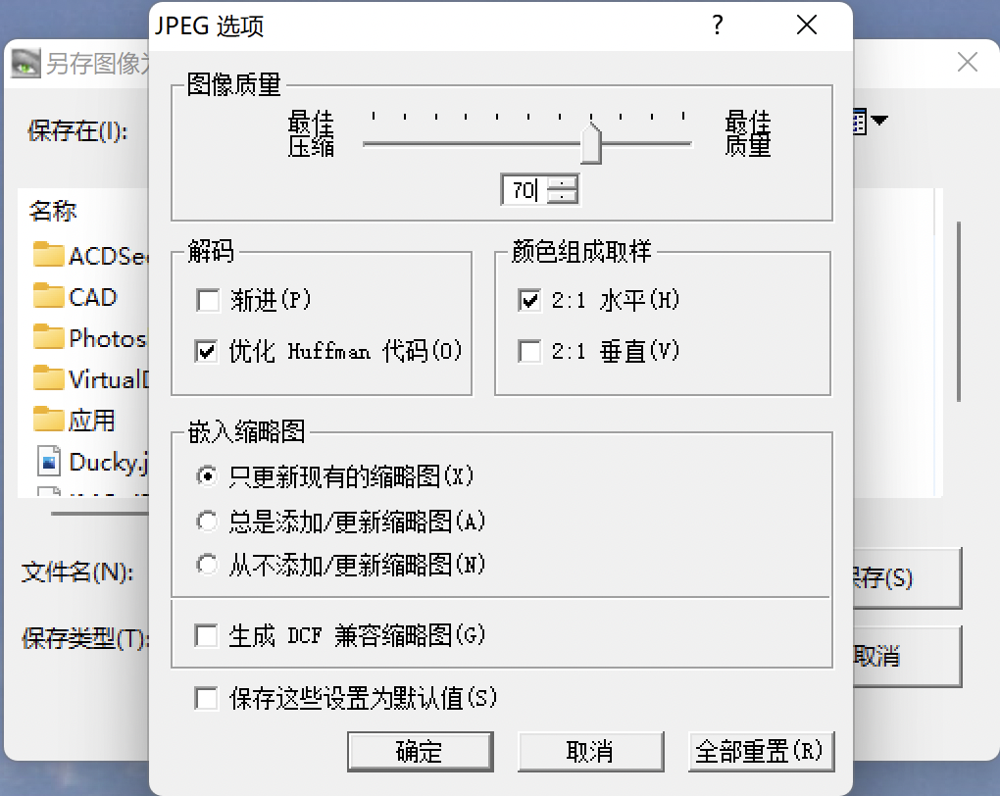 JPEG 选项
?
另存图像为
图像质量
最佳
压缩
最佳
质量
70
保存在(I):
名称
ACDSee
CAD
Photos
VirtualD
应用
Ducky.j
解码
渐进(P)
优化 Huffman 代码(O)
颜色组成取样
2:1 水平(H)
2:1 垂直(V)
嵌入缩略图
只更新现有的缩略图(X)
总是添加/更新缩略图(A)
从不添加/更新缩略图(N)
生成 DCF 兼容缩略图(G)
保存这些设置为默认值(S)
文件名(N):
保存类型(T):
保存(S)
取消
确定
取消
全部重置(R)